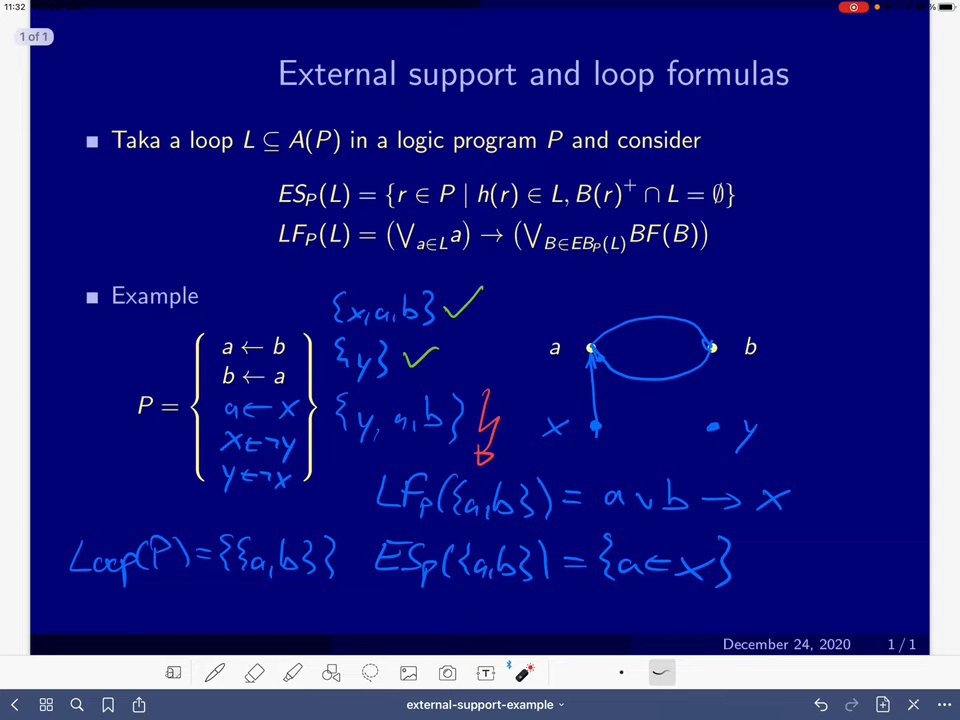 11:32
%
1 of 1
External support and loop formulas
Taka a loop L ⊆ A(P) in a logic program P and consider
ES_P(L) = {r ∈ P | h(r) ∈ L, B(r)⁺ ∩ L = ∅}
LF_P(L) = (⋁_{a∈L} a) → (⋁_{B∈EB_P(L)} BF(B))
Example
{x, a, b} ✓
{y} ✓
{y, a, b}
P = {
a ← b
b ← a
a ← x
x ← ¬y
y ← ¬x
}
a b
x y
LF_P({a,b}) = a ∨ b → x
Loop(P) = {{a,b}} ES_P({a,b}) = {a ← x}
December 24, 2020 1 / 1
T
external-support-example